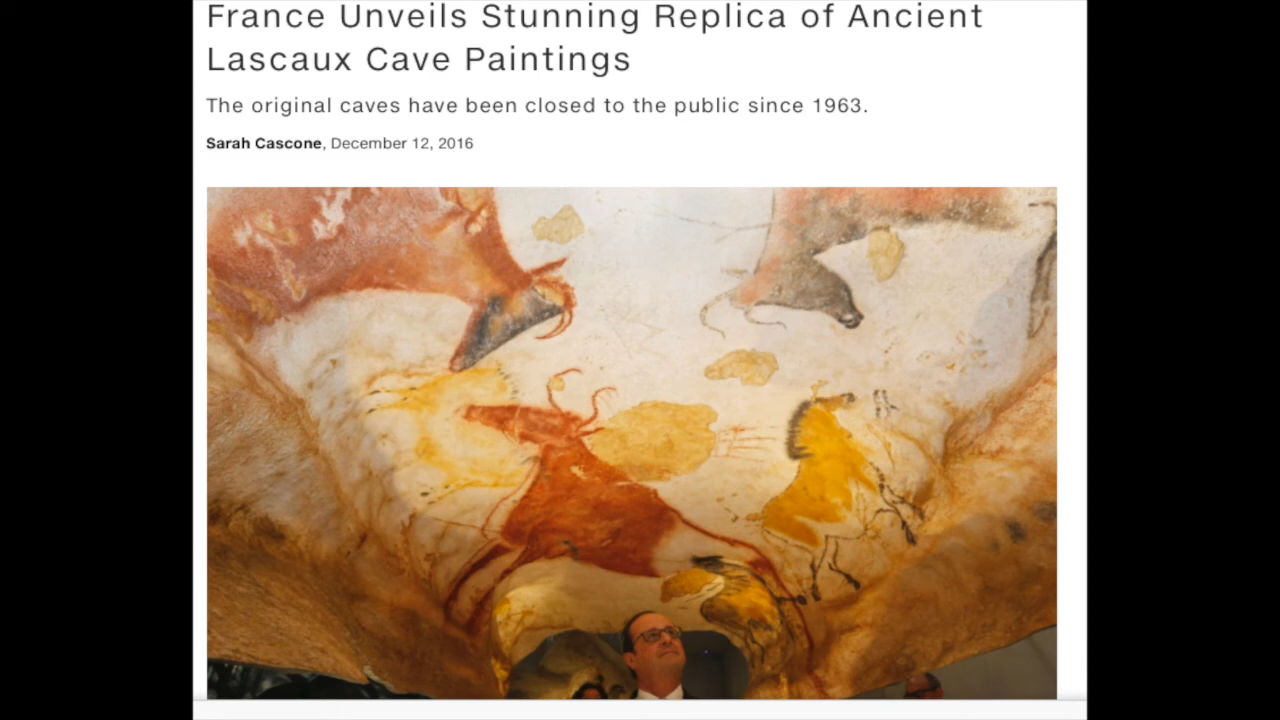 France Unveils Stunning Replica of Ancient
Lascaux Cave Paintings
The original caves have been closed to the public since 1963.
Sarah Cascone, December 12, 2016